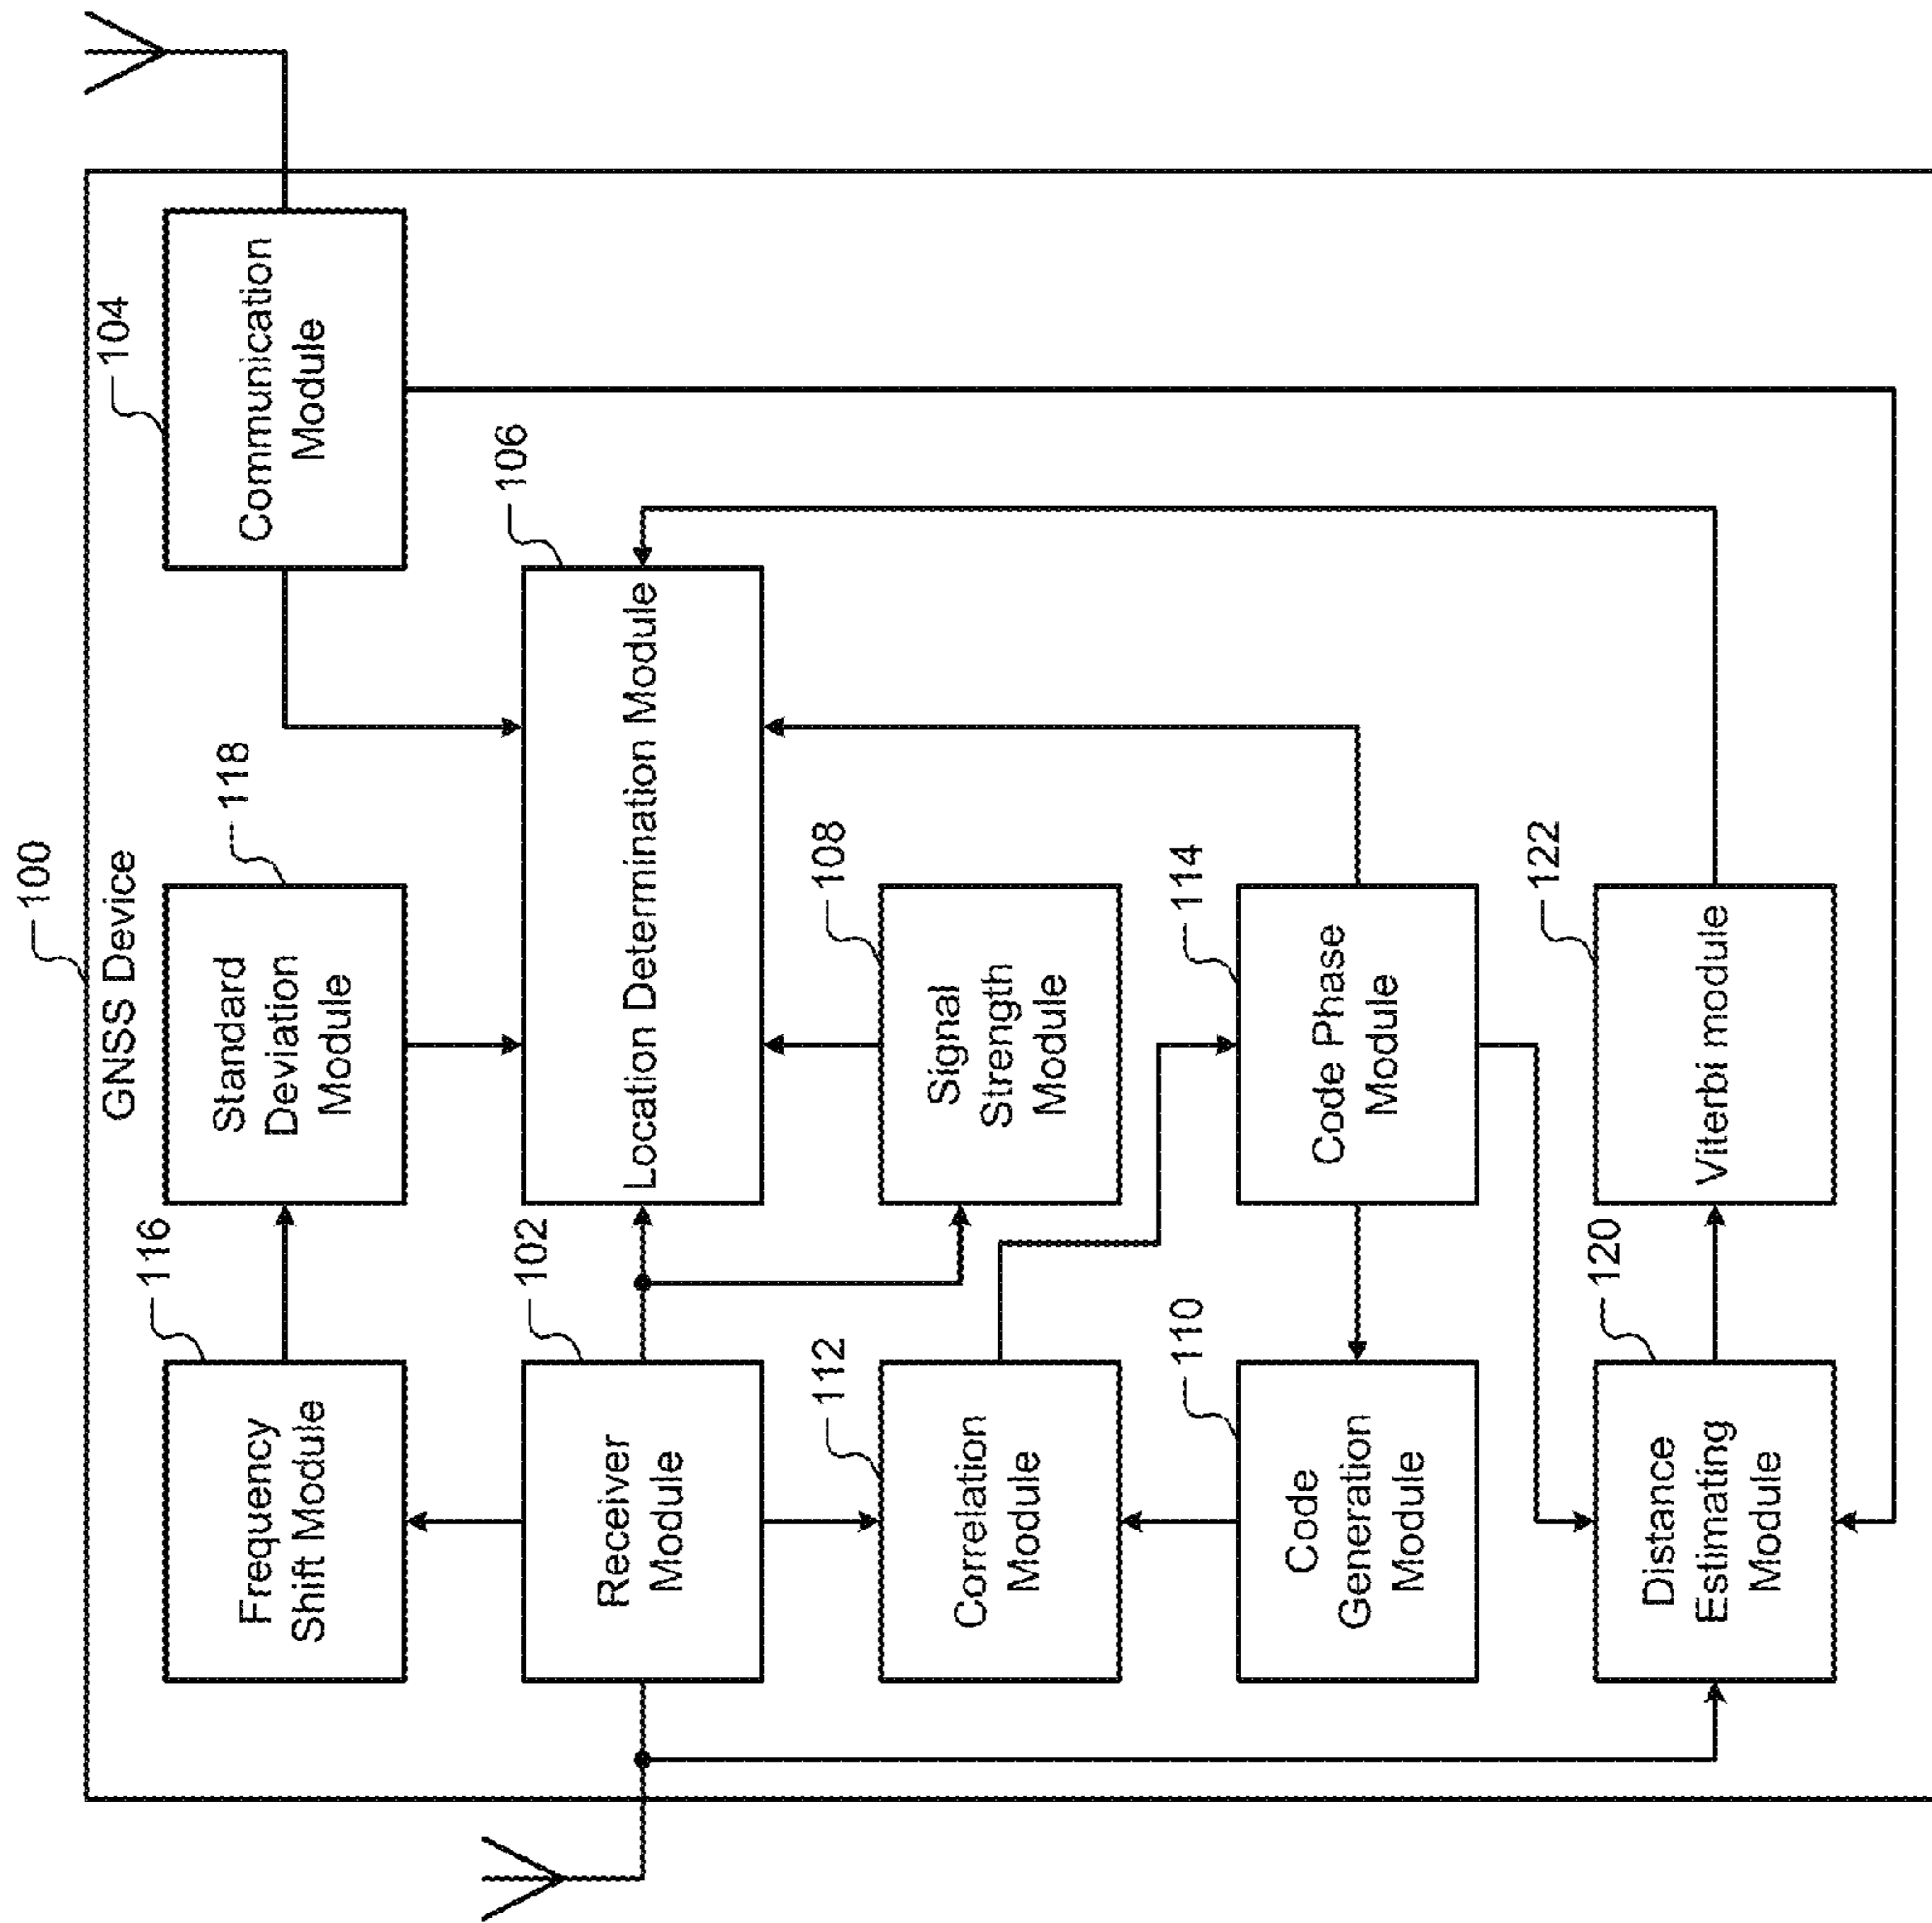 100
GNSS Device
116
Frequency
Shift Module
118
Standard
Deviation
Module
104
Communication
Module
102
Receiver
Module
106
Location Determination Module
112
Correlation
Module
108
Signal
Strength
Module
110
Code
Generation
Module
114
Code Phase
Module
120
Distance
Estimating
Module
122
Viterbi module